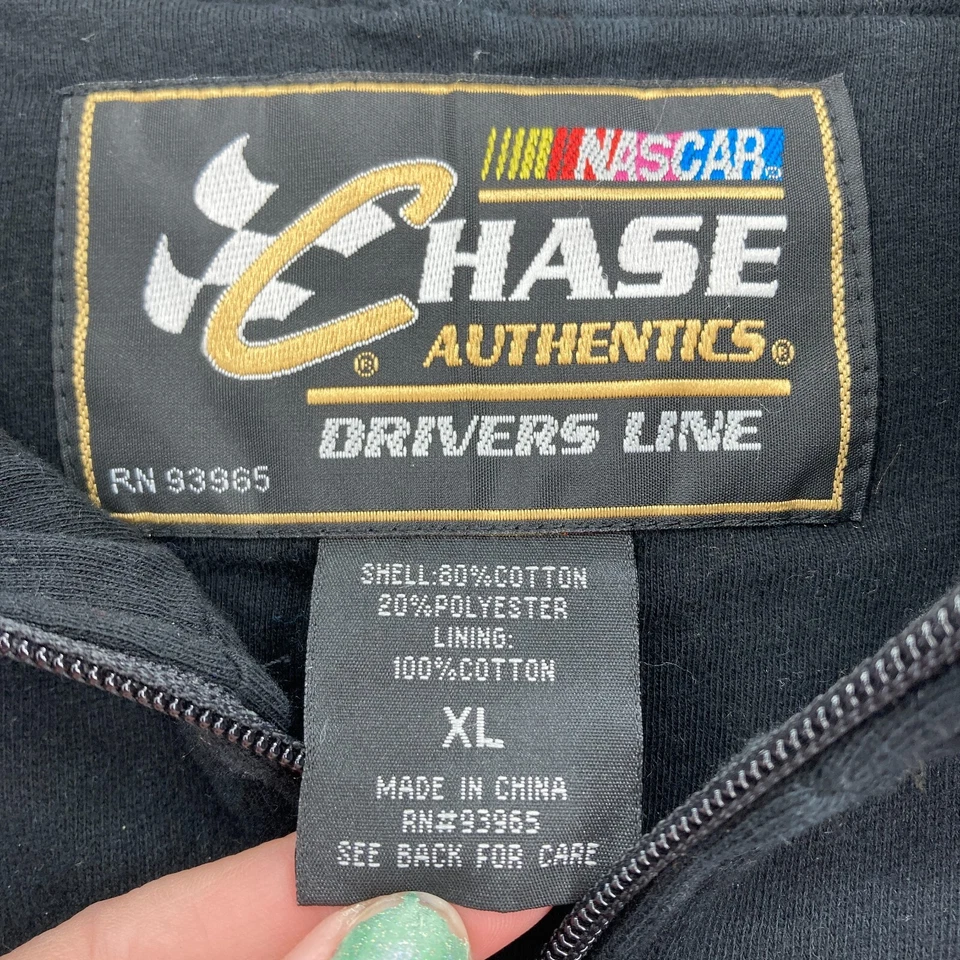 NASCAR®
CHASE
® AUTHENTICS®
DRIVERS LINE
RN 93965
SHELL:80%COTTON
20%POLYESTER
LINING:
100%COTTON
XL
MADE IN CHINA
RN#93965
SEE BACK FOR CARE